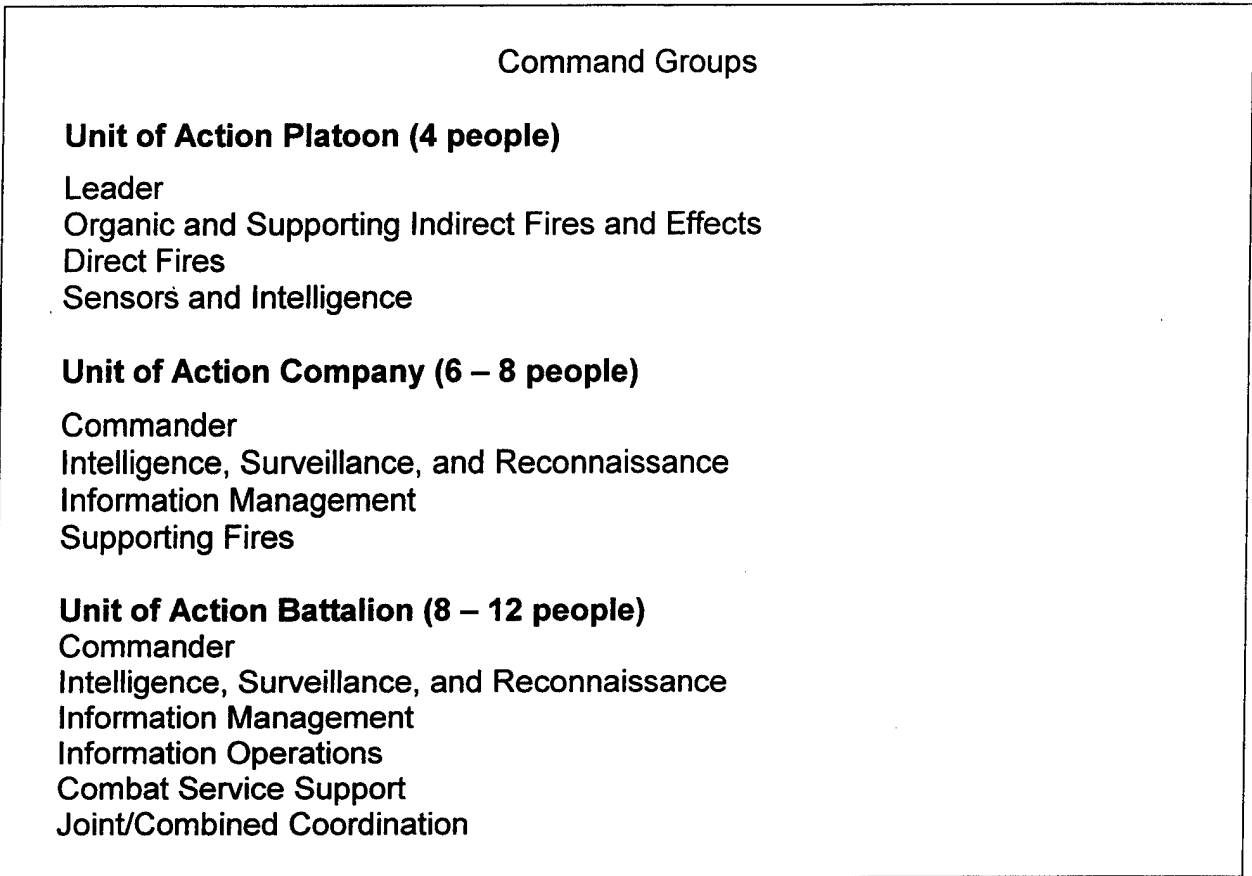 Command Groups
Unit of Action Platoon (4 people)
Leader
Organic and Supporting Indirect Fires and Effects
Direct Fires
Sensors and Intelligence
Unit of Action Company (6 – 8 people)
Commander
Intelligence, Surveillance, and Reconnaissance
Information Management
Supporting Fires
Unit of Action Battalion (8 – 12 people)
Commander
Intelligence, Surveillance, and Reconnaissance
Information Management
Information Operations
Combat Service Support
Joint/Combined Coordination